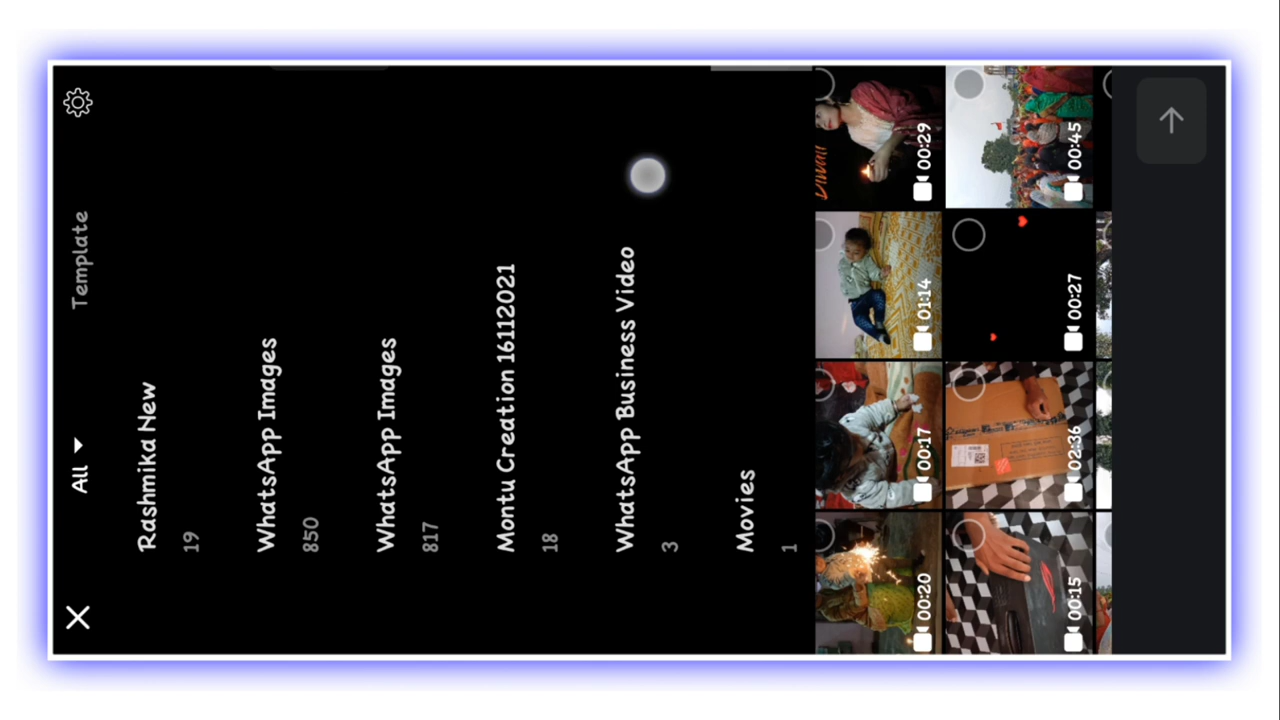 All
Template
Rashmika New
19
WhatsApp Images
850
WhatsApp Images
817
Montu Creation 16112021
18
WhatsApp Business Video
3
Movies
1
00:20
00:17
01:14
00:29
Diwali
00:15
02:36
00:27
00:45